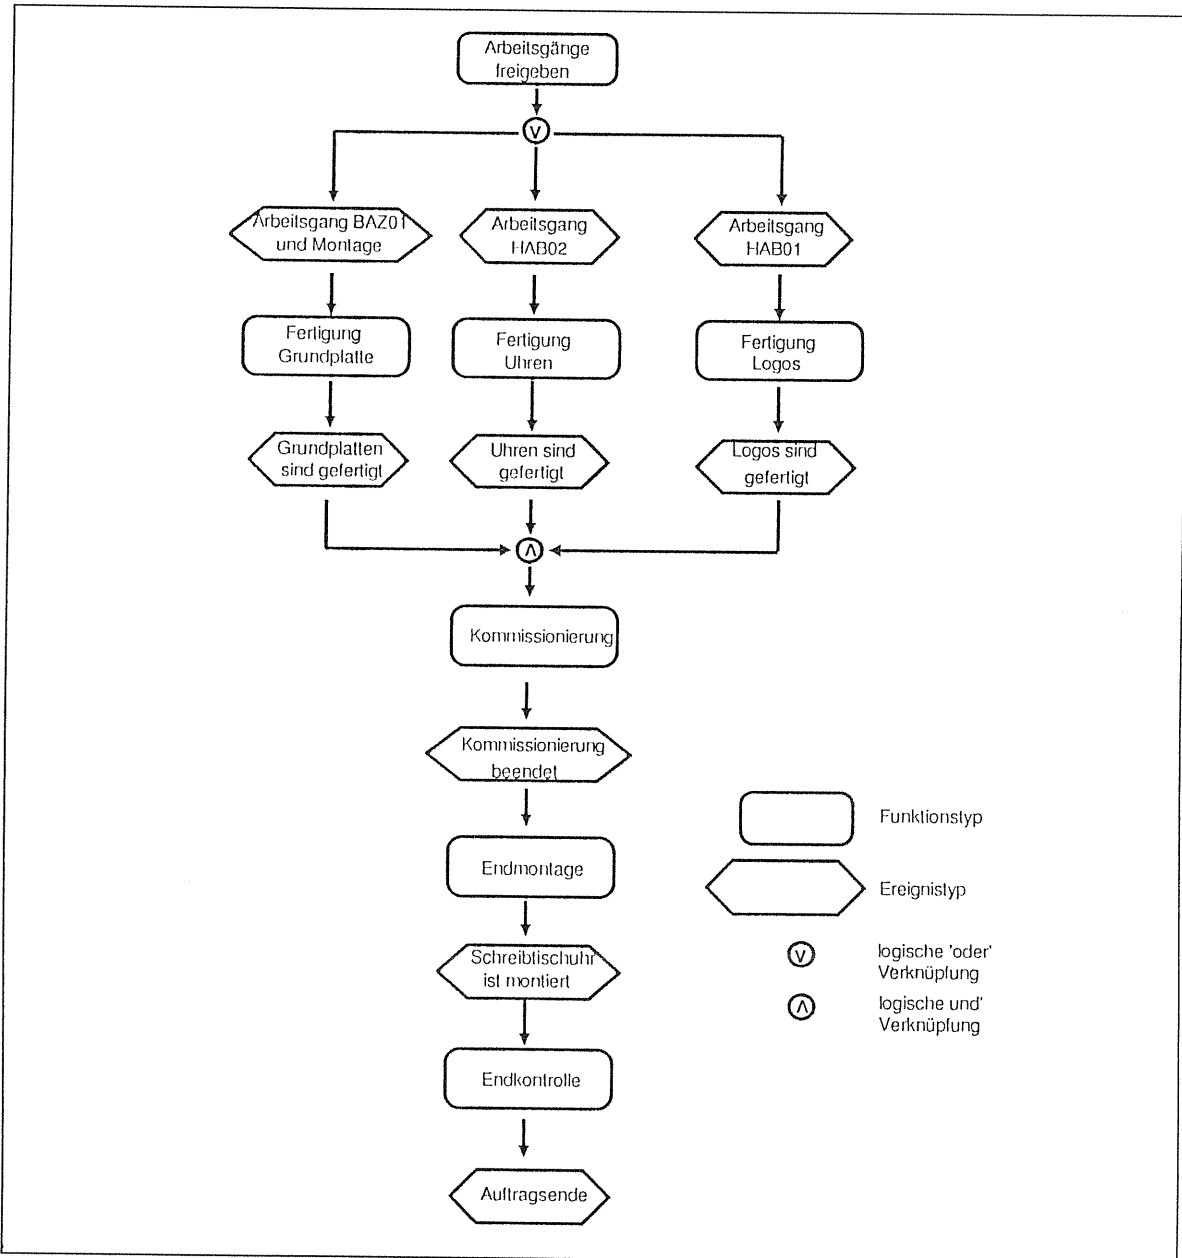 Arbeitsgänge
freigeben
v
Arbeitsgang BAZ01
und Montage
Arbeitsgang
HAB02
Arbeitsgang
HAB01
Fertigung
Grundplatte
Fertigung
Uhren
Fertigung
Logos
Grundplatten
sind gefertigt
Uhren sind
gefertigt
Logos sind
gefertigt
Λ
Kommissionierung
Kommissionierung
beendet
Endmontage
Schreibtischuhr
ist montiert
Endkontrolle
Auftragsende
Funktionstyp
Ereignistyp
v
logische 'oder'
Verknüpfung
Λ
logische und'
Verknüpfung